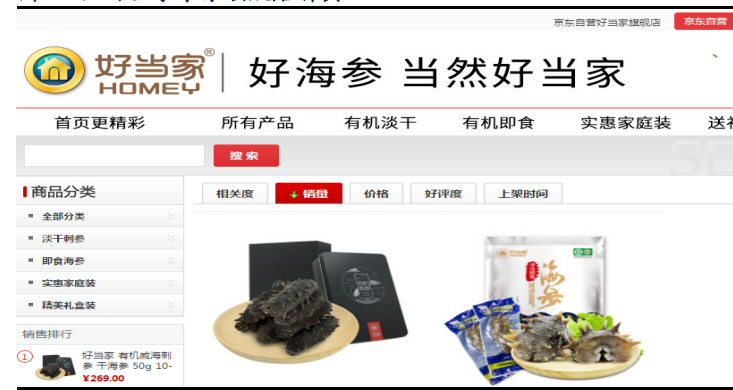 京东自营好当家旗舰店 京东自营
好当家®
HOMEY
好海参 当然好当家
首页更精彩 所有产品 有机淡干 有机即食 实惠家庭装 送礼
搜索
商品分类
相关度 销量 价格 好评度 上架时间
全部分类
淡干刺参
即食海参
实惠家庭装
精美礼盒装
海参
销售排行
1
好当家 有机威海刺
参 干海参 50g 10-
¥269.00